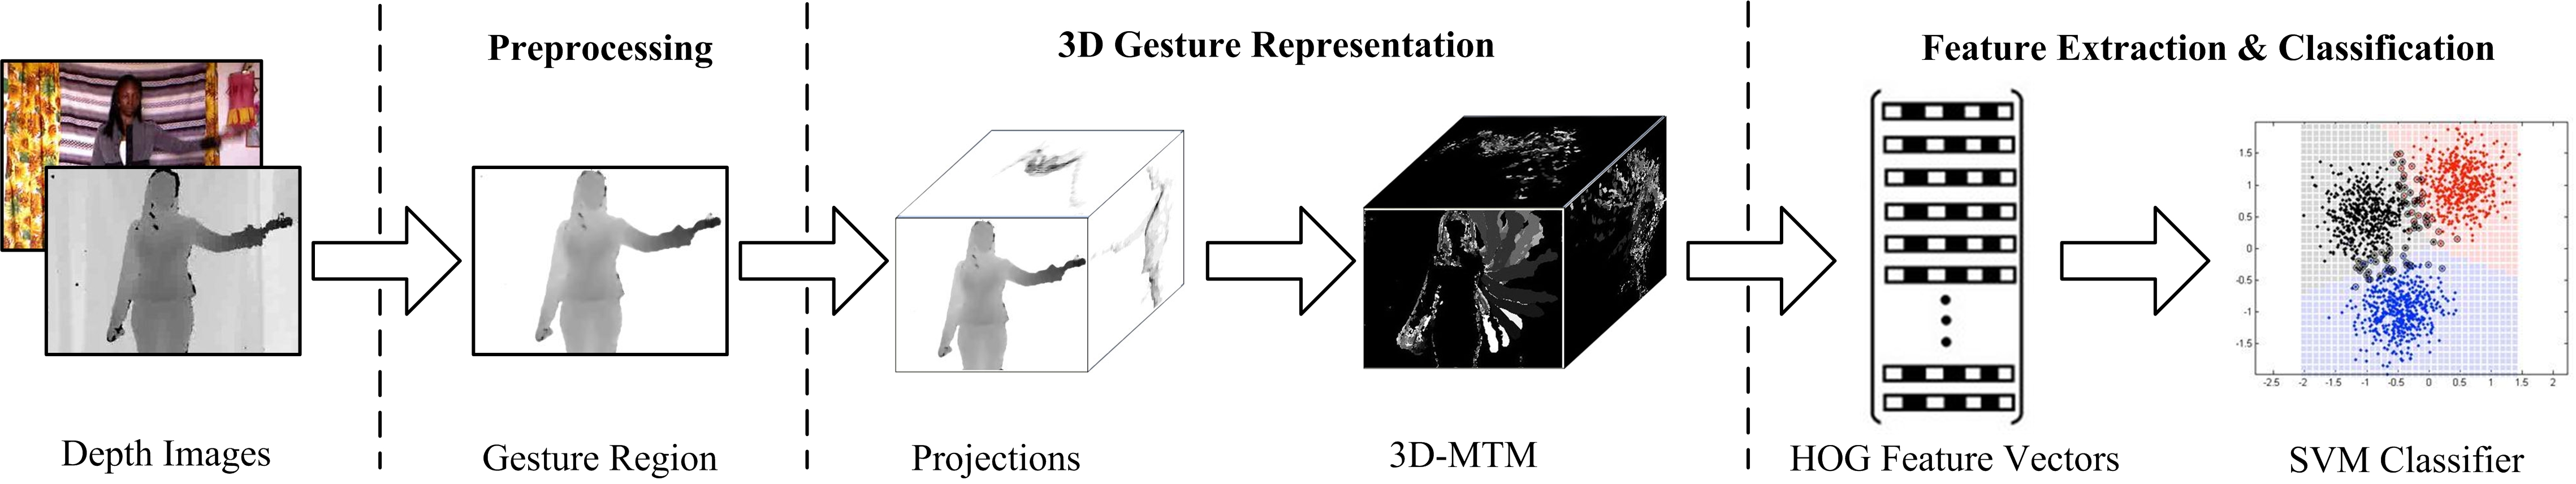 Preprocessing
3D Gesture Representation
Feature Extraction & Classification
1.5
1
0.5
0
-0.5
-1
-1.5
-2.5 -2 -1.5 -1 -0.5 0 0.5 1 1.5 2
Depth Images
Gesture Region
Projections
3D-MTM
HOG Feature Vectors
SVM Classifier